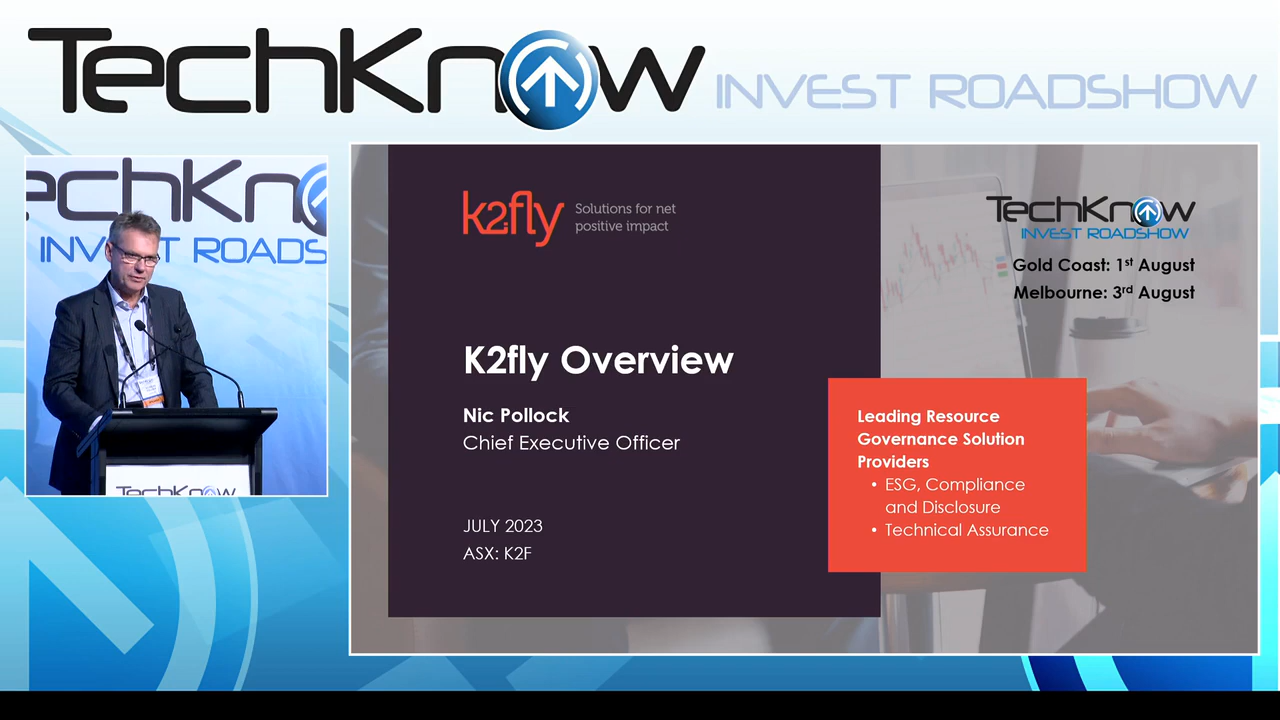 TechKnow INVEST ROADSHOW
echKn
INVEST ROADS
TechKnow
k2fly Solutions for net
positive impact
TechKnow
INVEST ROADSHOW
Gold Coast: 1st August
Melbourne: 3rd August
K2fly Overview
Nic Pollock
Chief Executive Officer
Leading Resource
Governance Solution
Providers
• ESG, Compliance
and Disclosure
• Technical Assurance
JULY 2023
ASX: K2F